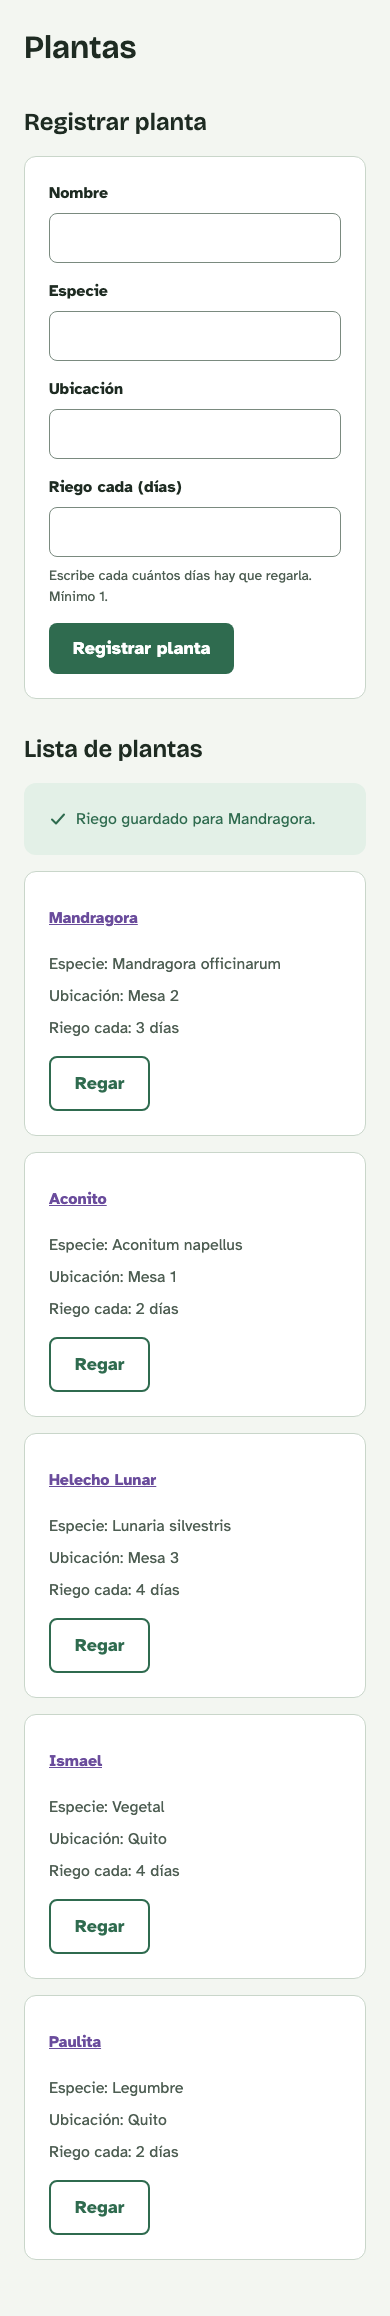 Plantas
Registrar planta
Nombre
Especie
Ubicación
Riego cada (días)
Escribe cada cuántos días hay que regarla.
Mínimo 1.
Registrar planta
Lista de plantas
Riego guardado para Mandragora.
Mandragora
Especie: Mandragora officinarum
Ubicación: Mesa 2
Riego cada: 3 días
Regar
Aconito
Especie: Aconitum napellus
Ubicación: Mesa 1
Riego cada: 2 días
Regar
Helecho Lunar
Especie: Lunaria silvestris
Ubicación: Mesa 3
Riego cada: 4 días
Regar
Ismael
Especie: Vegetal
Ubicación: Quito
Riego cada: 4 días
Regar
Paulita
Especie: Legumbre
Ubicación: Quito
Riego cada: 2 días
Regar